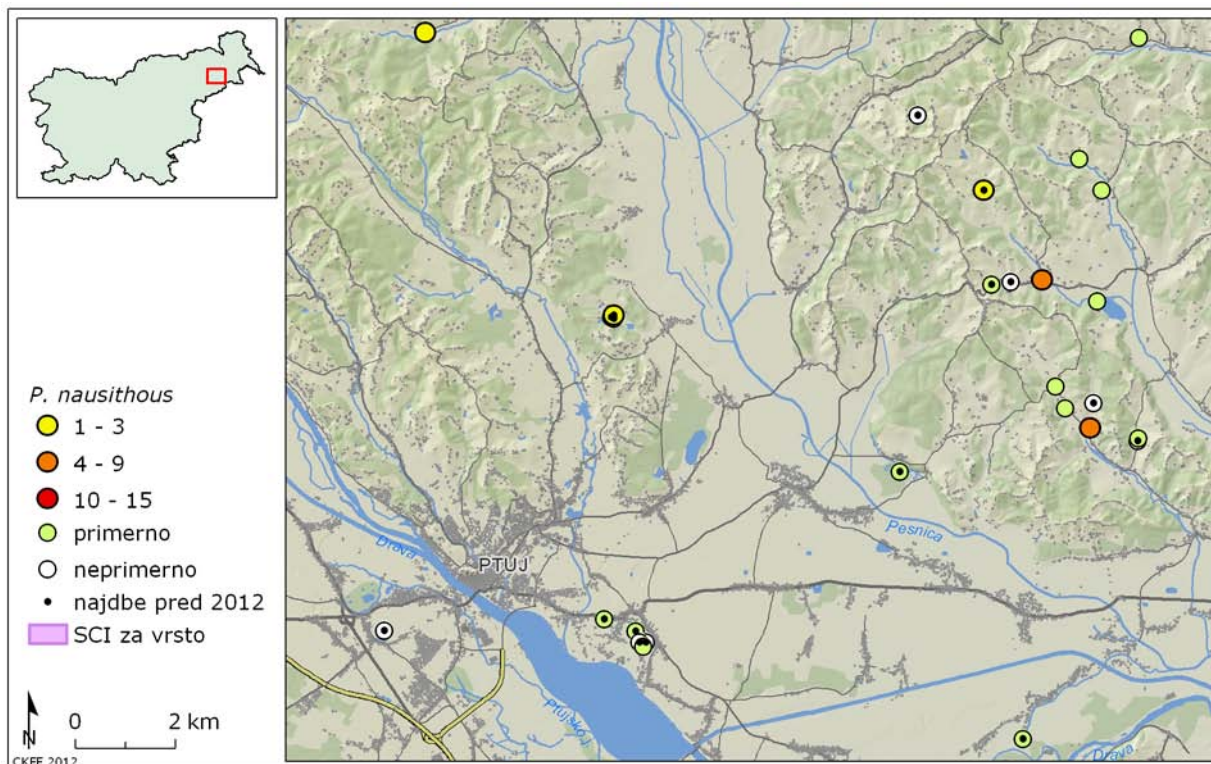 P. nausithous
1 - 3
4 - 9
10 - 15
primerno
neprimerno
najdbe pred 2012
SCI za vrsto
N
0 2 km
CKFF 2012
Drava
PTUJ
Pesnica
Ptujsko j.
Drava